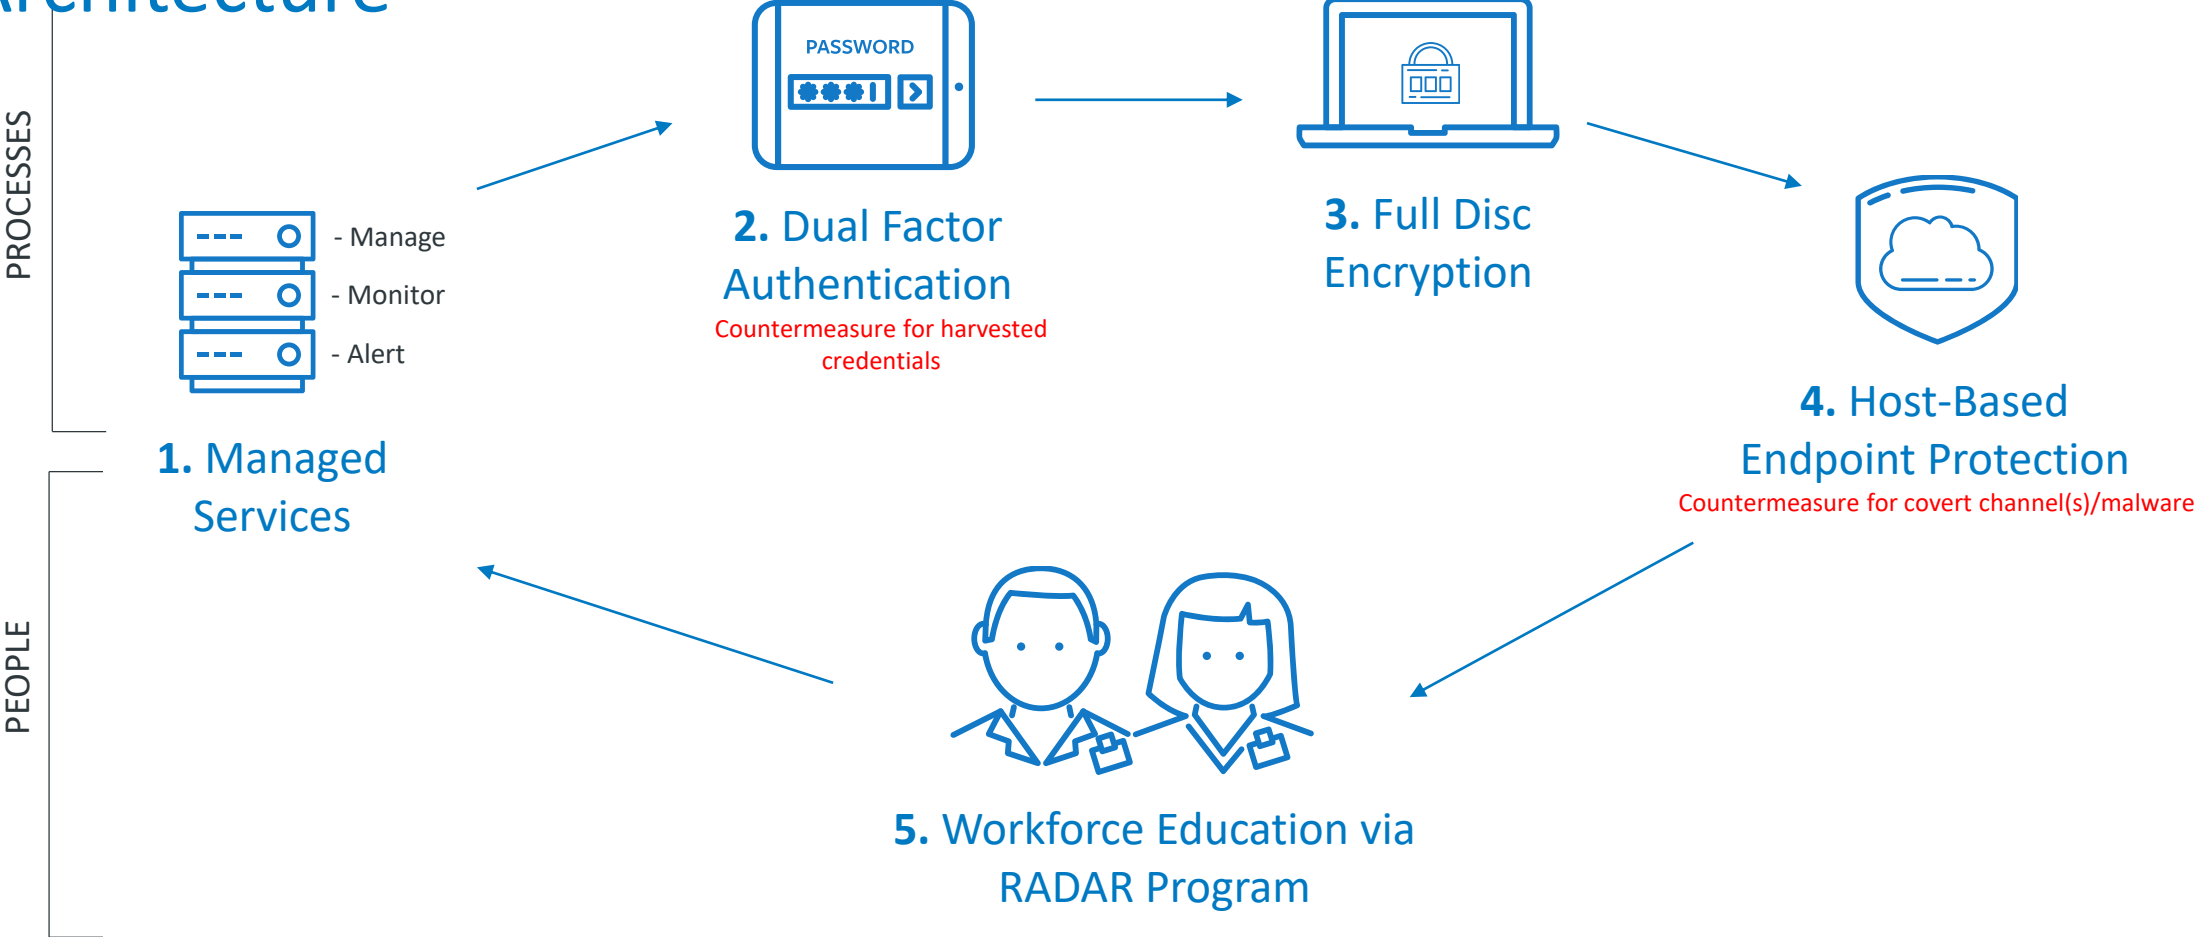 Architecture
PROCESSES
PASSWORD
- Manage
- Monitor
- Alert
1. Managed
Services
2. Dual Factor
Authentication
Countermeasure for harvested
credentials
3. Full Disc
Encryption
4. Host-Based
Endpoint Protection
Countermeasure for covert channel(s)/malware
PEOPLE
5. Workforce Education via
RADAR Program